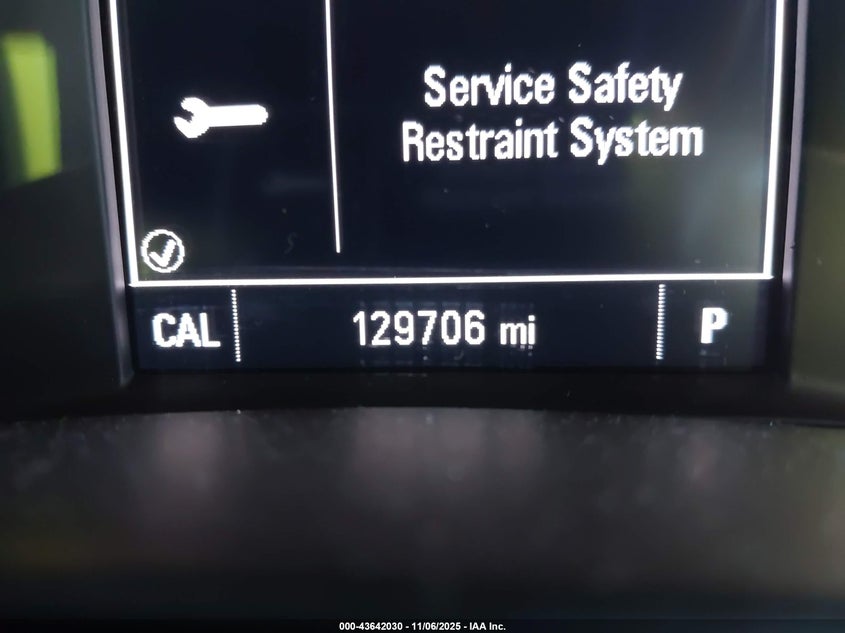 Service Safety
Restraint System
CAL 129706 mi P
000-43642030 - 11/06/2025 - IAA Inc.